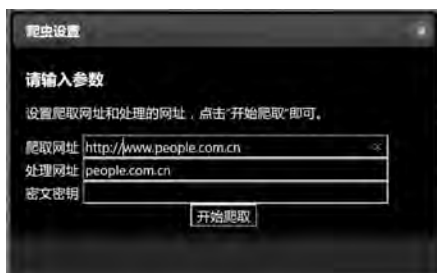 爬虫设置
请输入参数
设置爬取网址和处理的网址，点击"开始爬取"即可。
爬取网址 http://www.people.com.cn
处理网址 people.com.cn
密文密钥
开始爬取